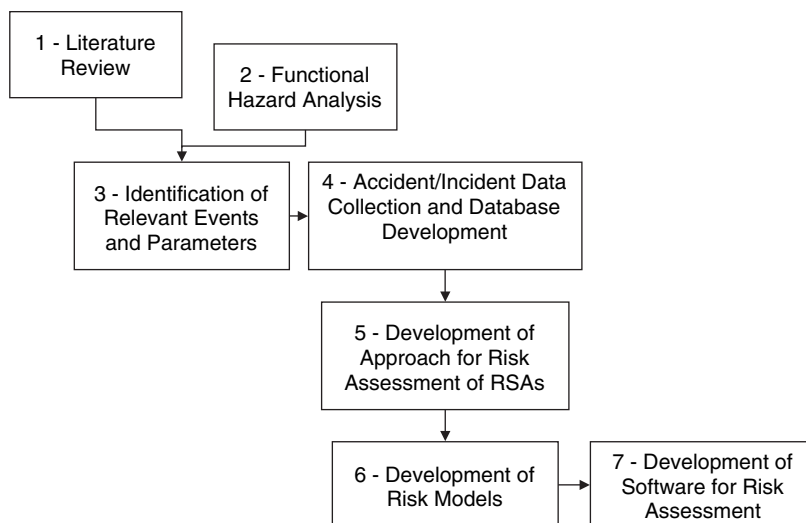 1 - Literature
Review
2 - Functional
Hazard Analysis
3 - Identification of
Relevant Events
and Parameters
4 - Accident/Incident Data
Collection and Database
Development
5 - Development of
Approach for Risk
Assessment of RSAs
6 - Development of
Risk Models
7 - Development of
Software for Risk
Assessment